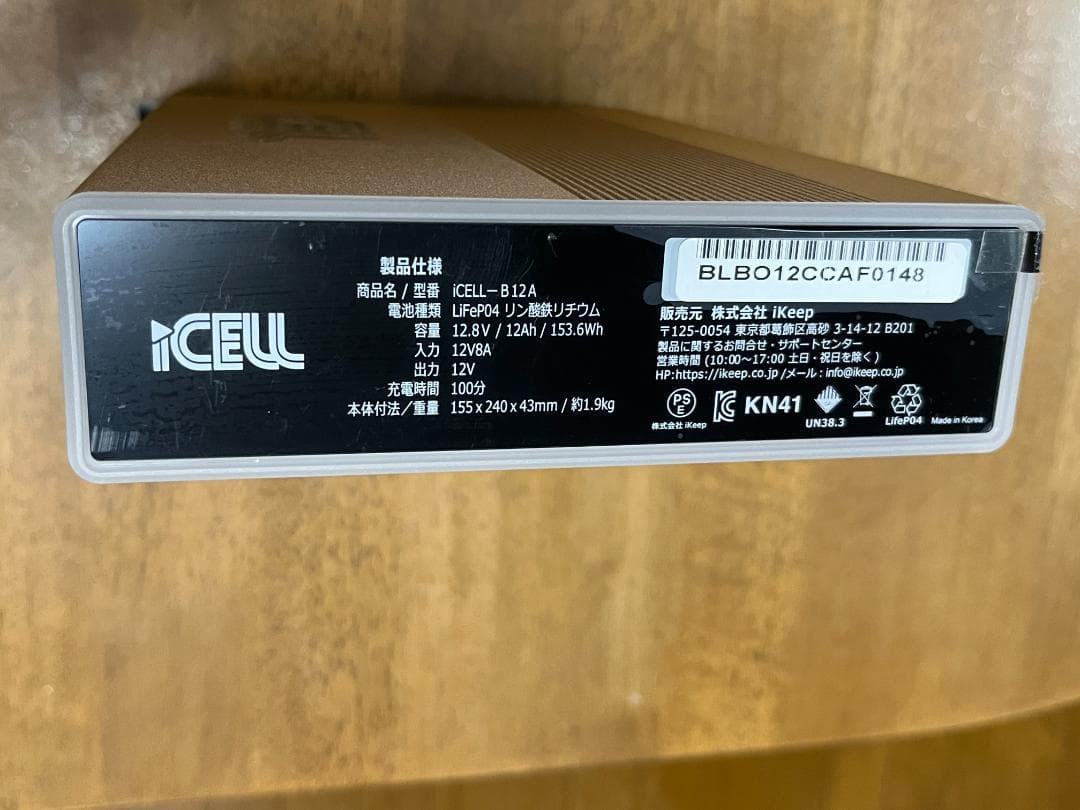 iCELL
製品仕様
商品名 / 型番 iCELL-B12A
電池種類 LiFeP04 リン酸鉄リチウム
容量 12.8V / 12Ah / 153.6Wh
入力 12V8A
出力 12V
充電時間 100分
本体付法/重量 155 x 240 x 43mm / 約1.9kg
BLBO12CCAF0148
販売元 株式会社 iKeep
〒125-0054 東京都葛飾区高砂 3-14-12 B201
製品に関するお問合せ・サポートセンター
営業時間 (10:00~17:00 土日・祝日を除く)
HP:https://ikeep.co.jp /メール : info@ikeep.co.jp
PS E
株式会社 iKeep
KC
KN41
UN38.3
LifeP04
Made in Korea